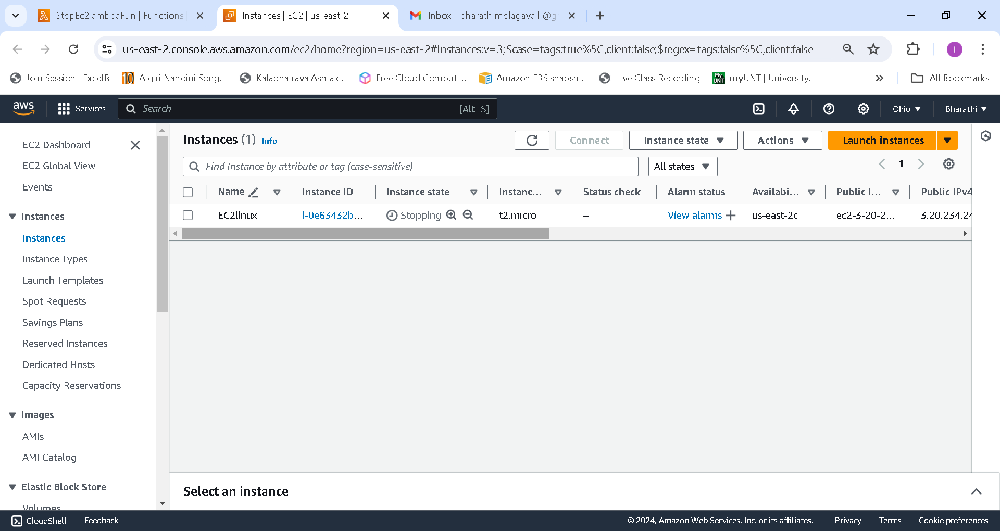 StopEc2lambdaFun | Functions
Instances | EC2 | us-east-2
Inbox - bharathimolagavalli@gr
us-east-2.console.aws.amazon.com/ec2/home?region=us-east-2#Instances:v=3;$case=tags:true%5C,client:false;$regex=tags:false%5C,client:false
Join Session | ExcelR
Aigiri Nandini Song...
Kalabhairava Ashtak...
Free Cloud Computi...
Amazon EBS snapsh...
Live Class Recording
myUNT | University...
All Bookmarks
aws
Services
Search
[Alt+S]
Ohio
Bharathi
EC2 Dashboard
EC2 Global View
Events
Instances
Instances
Instance Types
Launch Templates
Spot Requests
Savings Plans
Reserved Instances
Dedicated Hosts
Capacity Reservations
Images
AMIs
AMI Catalog
Elastic Block Store
Volumes
Instances (1) Info
Connect
Instance state
Actions
Launch instances
Find Instance by attribute or tag (case-sensitive)
All states
1
Name
Instance ID
Instance state
Instanc...
Status check
Alarm status
Availabi...
Public I...
Public IPv4
EC2linux
i-0e63432b...
Stopping
t2.micro
–
View alarms
us-east-2c
ec2-3-20-2...
3.20.234.24
Select an instance
CloudShell
Feedback
© 2024, Amazon Web Services, Inc. or its affiliates.
Privacy
Terms
Cookie preferences